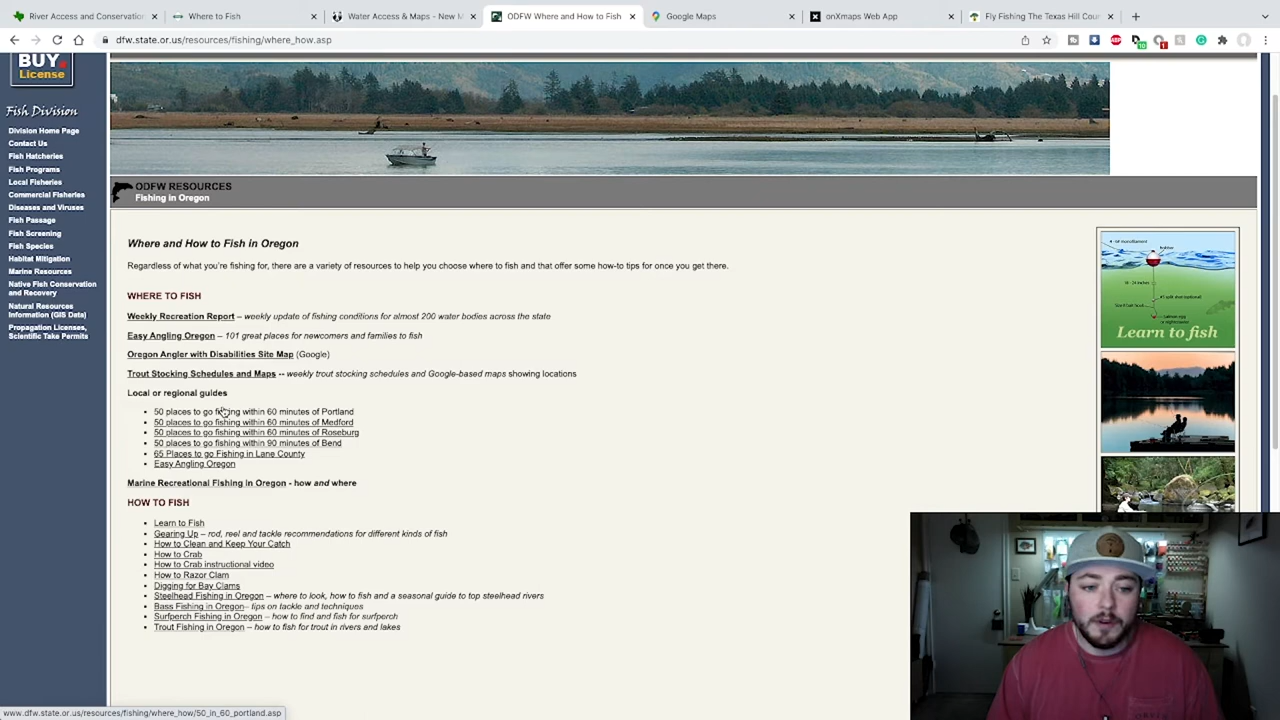 River Access and Conservation
Where to Fish
Water Access & Maps - New M
ODFW Where and How to Fish
Google Maps
onXmaps Web App
Fly Fishing The Texas Hill Coun
dfw.state.or.us/resources/fishing/where_how.asp
BUY
License
Fish Division
Division Home Page
Contact Us
Fish Hatcheries
Fish Programs
Local Fisheries
Commercial Fisheries
Diseases and Viruses
Fish Passage
Fish Screening
Fish Species
Habitat Mitigation
Marine Resources
Native Fish Conservation
and Recovery
Natural Resources
Information (GIS Data)
Propagation Licenses,
Scientific Take Permits
ODFW RESOURCES
Fishing in Oregon
Where and How to Fish in Oregon
Regardless of what you're fishing for, there are a variety of resources to help you choose where to fish and that offer some how-to tips for once you get there.
WHERE TO FISH
Weekly Recreation Report – weekly update of fishing conditions for almost 200 water bodies across the state
Easy Angling Oregon – 101 great places for newcomers and families to fish
Oregon Angler with Disabilities Site Map (Google)
Trout Stocking Schedules and Maps -- weekly trout stocking schedules and Google-based maps showing locations
Local or regional guides
• 50 places to go fishing within 60 minutes of Portland
• 50 places to go fishing within 60 minutes of Medford
• 50 places to go fishing within 60 minutes of Roseburg
• 50 places to go fishing within 90 minutes of Bend
• 65 Places to go Fishing in Lane County
• Easy Angling Oregon
Marine Recreational Fishing in Oregon - how and where
HOW TO FISH
• Learn to Fish
• Gearing Up – rod, reel and tackle recommendations for different kinds of fish
• How to Clean and Keep Your Catch
• How to Crab
• How to Crab instructional video
• How to Razor Clam
• Digging for Bay Clams
• Steelhead Fishing in Oregon – where to look, how to fish and a seasonal guide to top steelhead rivers
• Bass Fishing in Oregon– tips on tackle and techniques
• Surfperch Fishing in Oregon – how to find and fish for surfperch
• Trout Fishing in Oregon – how to fish for trout in rivers and lakes
Learn to fish
www.dfw.state.or.us/resources/fishing/where_how/50_in_60_portland.asp